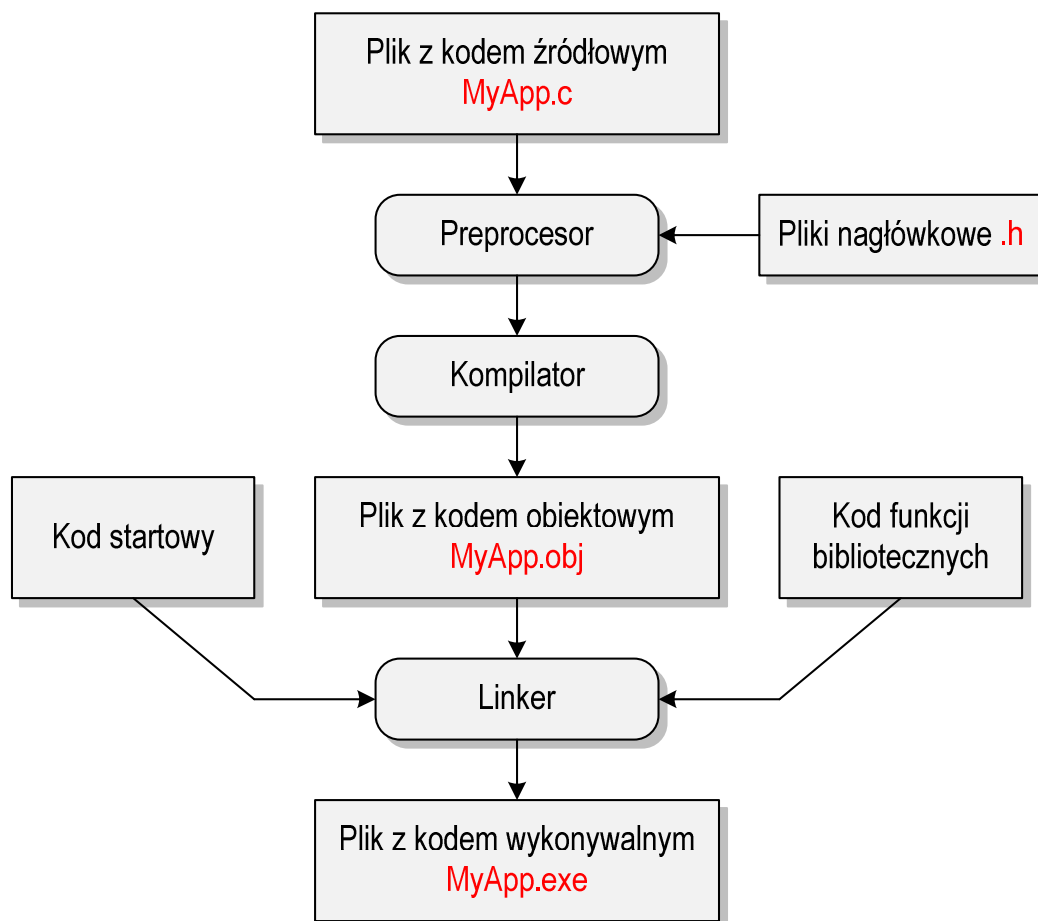 Plik z kodem źródłowym
MyApp.c
Preprocesor
Pliki nagłówkowe .h
Kompilator
Kod startowy
Plik z kodem obiektowym
MyApp.obj
Kod funkcji
bibliotecznych
Linker
Plik z kodem wykonywalnym
MyApp.exe